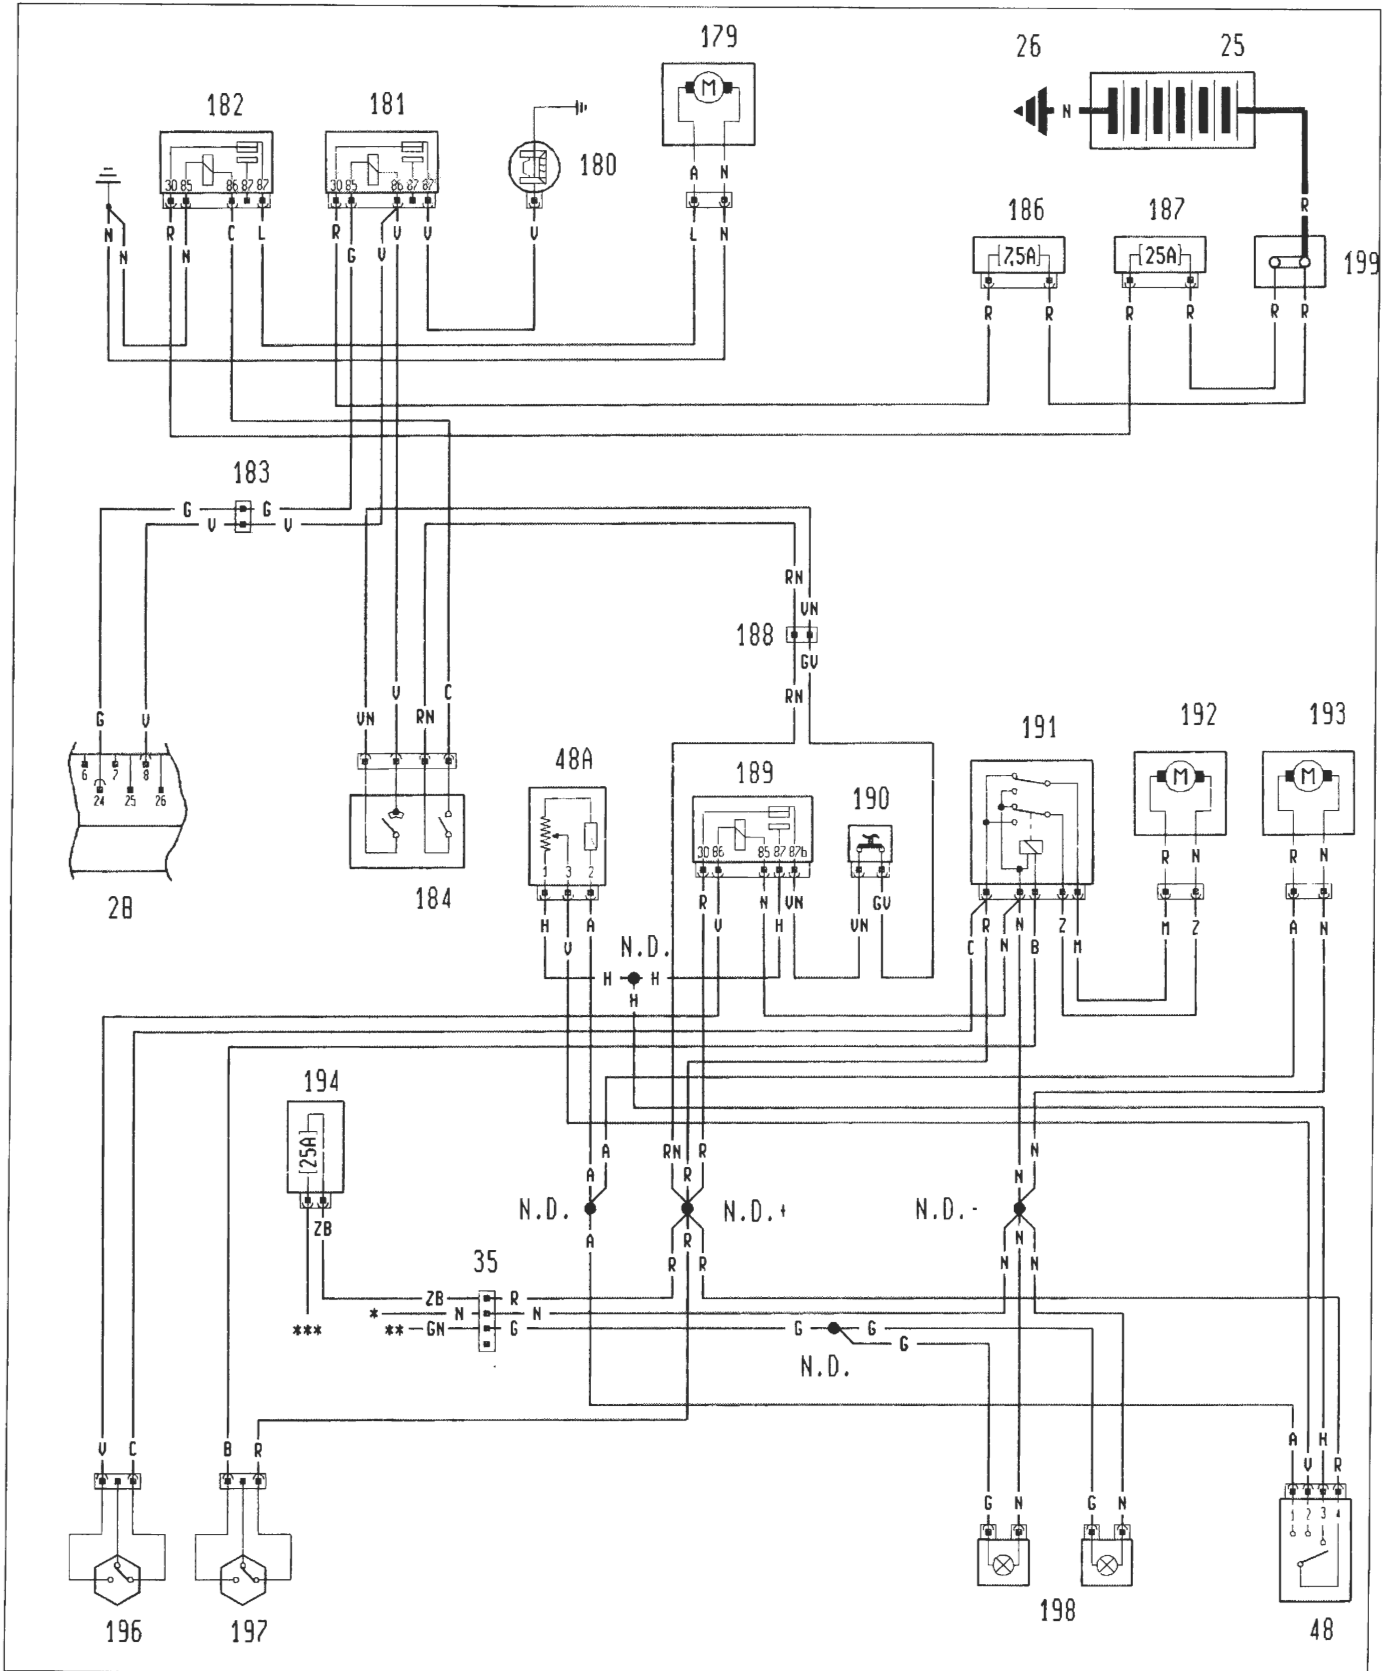 179
26
25
182
181
180
M
N
30 85 86 87 87
30 85 86 87 87
A N
R
186
187
199
N
N
R
N
C
L
R
G
V
V
V
V
L
N
7,5A
25A
R
R
R
R
R
R
183
G
G
V
V
RN
VN
188
GV
RN
G
V
VN
V
RN
C
6
7
8
24
25
26
28
184
48A
189
190
191
192
193
M
M
1 3 2
30 86 85 87 87b
R
N
R
N
H
V
A
R
V
N
H
VN
VN
GV
C
R
N
N
B
Z
M
M
Z
A
N
N.D.
H
H
H
194
25A
ZB
A
A
RN
R
R
N
N
N.D.
N.D.+
N.D.-
A
R
R
R
N
N
N
35
ZB
R
*
N
N
***
**
GN
G
G
G
G
N.D.
V
C
B
R
A
V
H
R
G
N
G
N
1 2 3 4
196
197
198
48